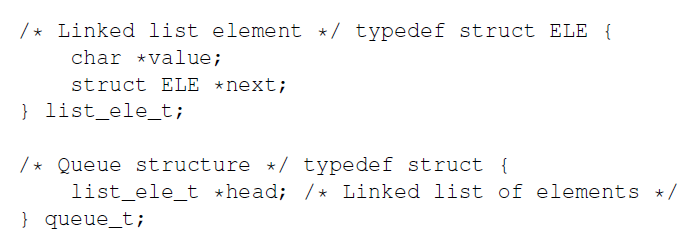 /* Linked list element */ typedef struct ELE {
    char *value;
    struct ELE *next;
} list_ele_t;

/* Queue structure */ typedef struct {
    list_ele_t *head; /* Linked list of elements */
} queue_t;